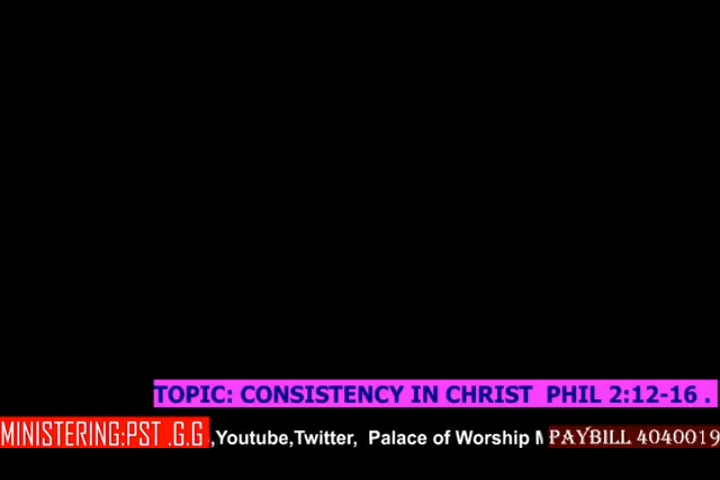 TOPIC: CONSISTENCY IN CHRIST PHIL 2:12-16 .
MINISTERING:PST .G.G ,Youtube,Twitter, Palace of Worship PAYBILL 4040019